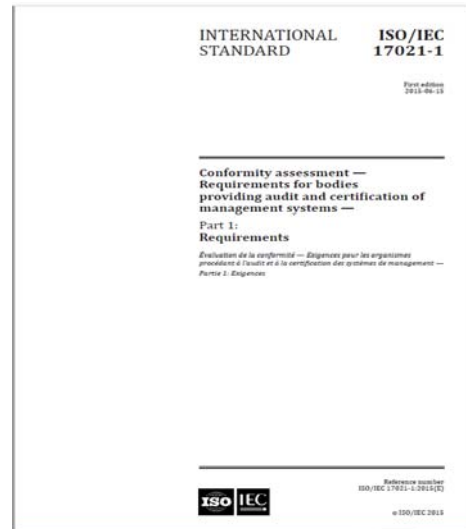 INTERNATIONAL
STANDARD
ISO/IEC
17021-1
First edition
2015-06-15
Conformity assessment —
Requirements for bodies
providing audit and certification of
management systems —
Part 1:
Requirements
Évaluation de la conformité — Exigences pour les organismes
procédant à l'audit et à la certification des systèmes de management —
Partie 1: Exigences
ISO
IEC
Reference number
ISO/IEC 17021-1:2015(E)
© ISO/IEC 2015